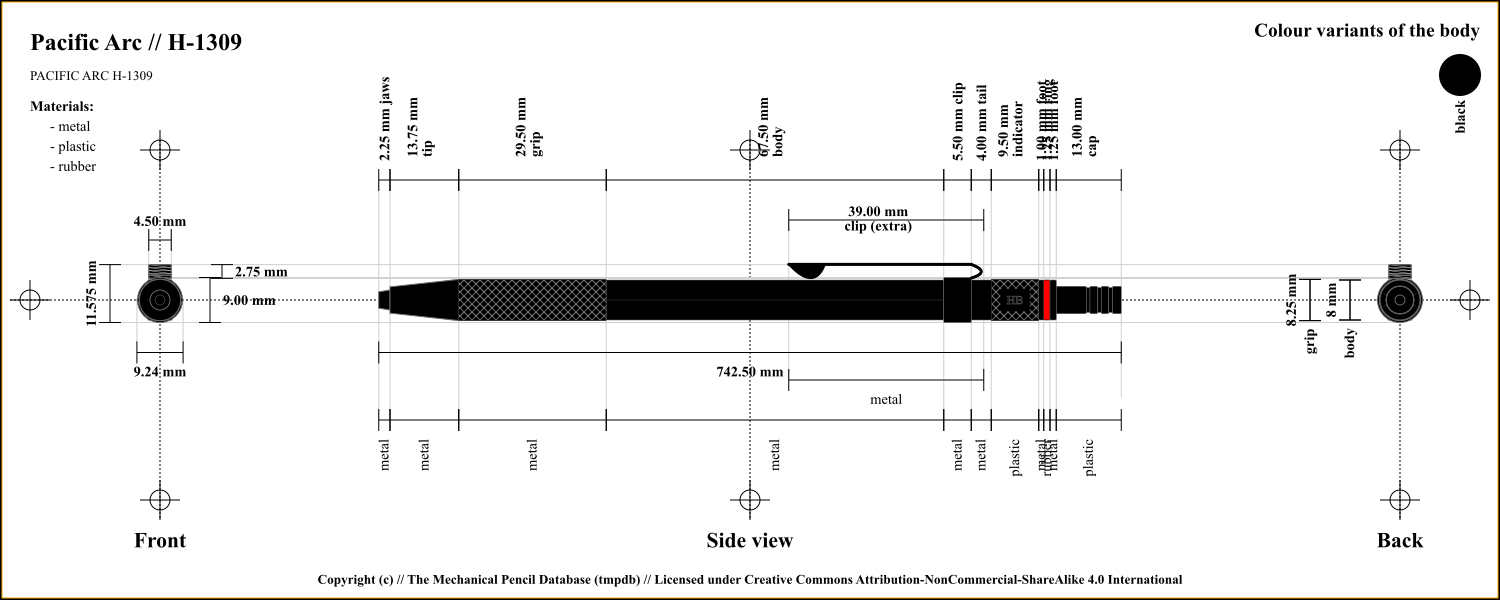 Pacific Arc // H-1309
Colour variants of the body
PACIFIC ARC H-1309
black
Materials:
- metal
- plastic
- rubber
2.25 mm jaws
13.75 mm
tip
29.50 mm
grip
67.50 mm
body
5.50 mm clip
4.00 mm tail
9.50 mm
indicator
1.00 mm foot
1.25 mm foot
13.00 mm
cap
4.50 mm
39.00 mm
clip (extra)
2.75 mm
11.575 mm
9.00 mm
HB
8.25 mm
grip
8 mm
body
9.24 mm
742.50 mm
metal
metal
metal
metal
metal
metal
metal
plastic
metal
rubber
metal
plastic
Front
Side view
Back
Copyright (c) // The Mechanical Pencil Database (tmpdb) // Licensed under Creative Commons Attribution-NonCommercial-ShareAlike 4.0 International